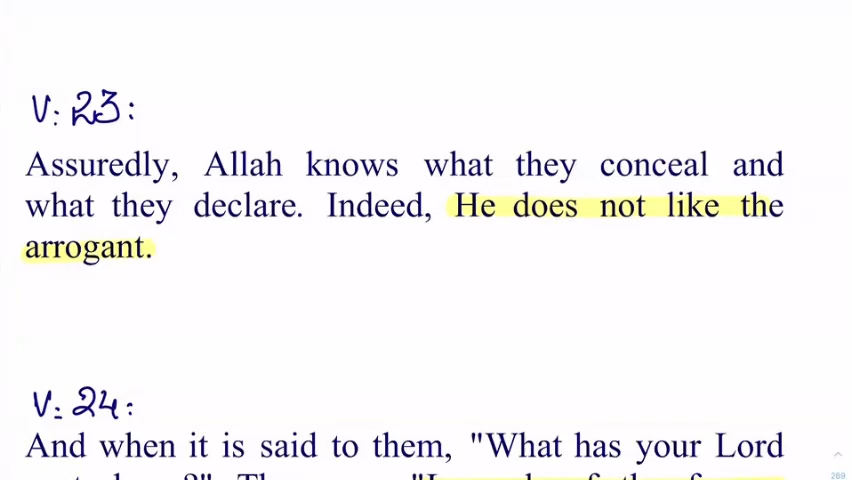 V: 23:
Assuredly, Allah knows what they conceal and
what they declare. Indeed, He does not like the
arrogant.
V: 24:
And when it is said to them, "What has your Lord
269